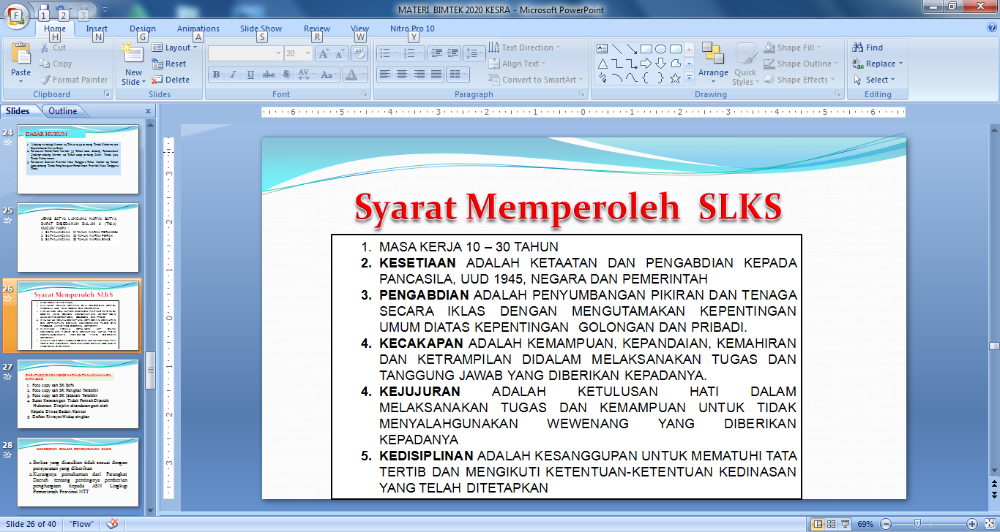 MATERI BIMTEK 2020 KESRA - Microsoft PowerPoint
F 1 2 3
Home Insert Design Animations Slide Show Review View Nitro Pro 10
H N G A S R W Y
Paste Cut Copy Format Painter
Clipboard
New Slide Layout Reset Delete
Slides
20
B I U abc S AV Aa A
Font
Text Direction
Align Text
Convert to SmartArt
Paragraph
Arrange Quick Styles
Shape Fill
Shape Outline
Shape Effects
Drawing
Find
Replace
Select
Editing
Slides Outline x
24
DASAR HUKUM
25
JENIS SATYA LANCANA KARYA SATYA
DAPAT DIBEDAKAN DALAM 3 (TIGA)
MACAM YAKNI :
1. SATYALANCANA 10 TAHUN WARNA PERUNGGU
2. SATYALANCANA 20 TAHUN WARNA PERAK
3. SATYALANCANA 30 TAHUN WARNA EMAS
26
Syarat Memperoleh SLKS
27
1. Foto copy sah SK 80%
2. Foto copy sah SK Pangkat Terakhir
3. Foto copy sah SK Jabatan Terakhir
4. Surat Keterangan Tidak Pernah Dijatuhi
Hukuman Disiplin ditandatangani oleh
Kepala Dinas/Badan/Kantor
5. Daftar Riwayat Hidup singkat
28
HAMBATAN DALAM PENGUSULAN SLKS
1. Berkas yang diusulkan tidak sesuai dengan
persyaratan yang diberikan
2. Kurangnya pemahaman dari Perangkat
Daerah tentang pentingnya pemberian
penghargaan kepada ASN Lingkup
Pemerintah Provinsi NTT
Syarat Memperoleh SLKS
1. MASA KERJA 10 – 30 TAHUN
2. KESETIAAN ADALAH KETAATAN DAN PENGABDIAN KEPADA
PANCASILA, UUD 1945, NEGARA DAN PEMERINTAH
3. PENGABDIAN ADALAH PENYUMBANGAN PIKIRAN DAN TENAGA
SECARA IKLAS DENGAN MENGUTAMAKAN KEPENTINGAN
UMUM DIATAS KEPENTINGAN GOLONGAN DAN PRIBADI.
4. KECAKAPAN ADALAH KEMAMPUAN, KEPANDAIAN, KEMAHIRAN
DAN KETRAMPILAN DIDALAM MELAKSANAKAN TUGAS DAN
TANGGUNG JAWAB YANG DIBERIKAN KEPADANYA.
4. KEJUJURAN ADALAH KETULUSAN HATI DALAM
MELAKSANAKAN TUGAS DAN KEMAMPUAN UNTUK TIDAK
MENYALAHGUNAKAN WEWENANG YANG DIBERIKAN
KEPADANYA
5. KEDISIPLINAN ADALAH KESANGGUPAN UNTUK MEMATUHI TATA
TERTIB DAN MENGIKUTI KETENTUAN-KETENTUAN KEDINASAN
YANG TELAH DITETAPKAN
Slide 26 of 40 "Flow" 69%